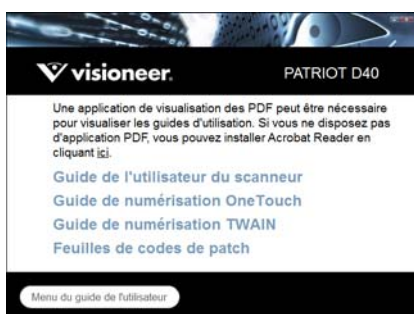 visioneer.
PATRIOT D40
Une application de visualisation des PDF peut être nécessaire
pour visualiser les guides d'utilisation. Si vous ne disposez pas
d'application PDF, vous pouvez installer Acrobat Reader en
cliquant ici.
Guide de l'utilisateur du scanneur
Guide de numérisation OneTouch
Guide de numérisation TWAIN
Feuilles de codes de patch
Menu du guide de l'utilisateur